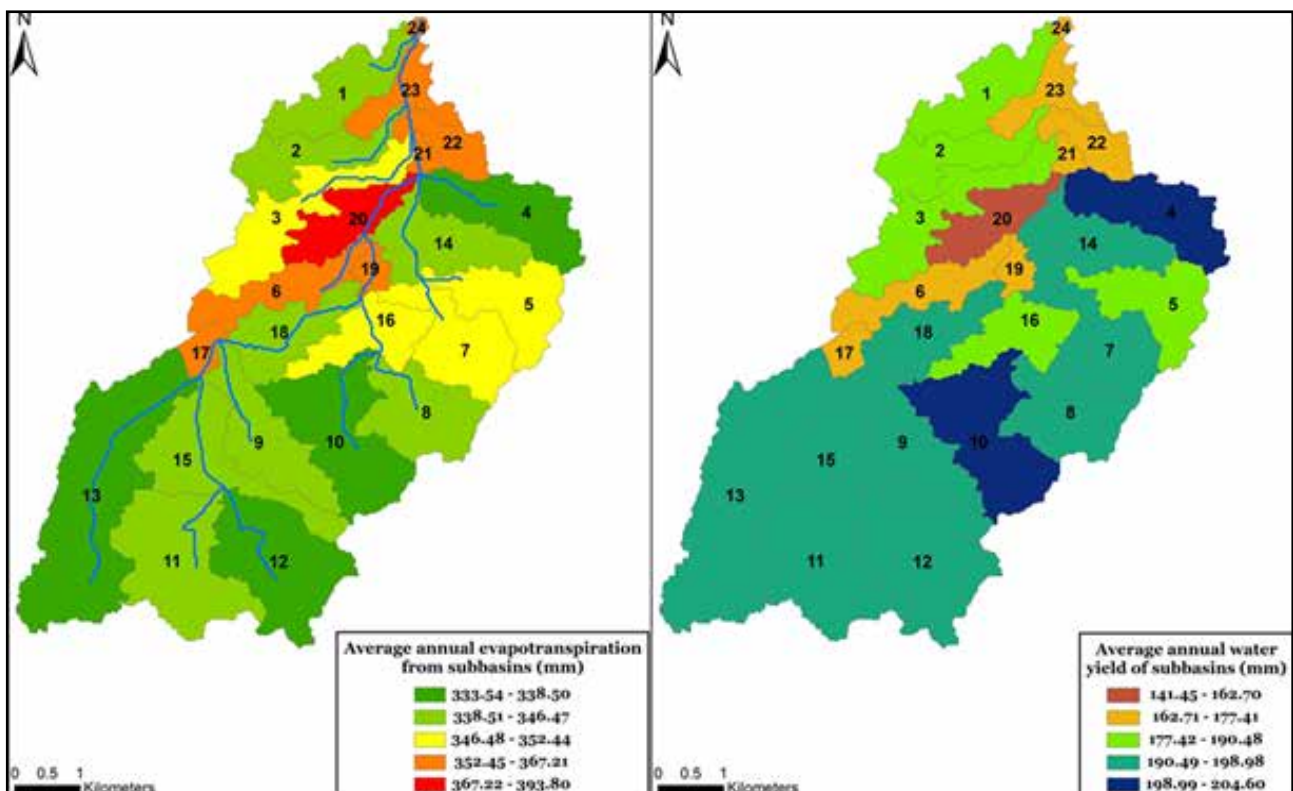 N
24
23
1
22
2
21
4
3
20
14
19
6
5
16
18
7
17
8
9
10
15
13
11
12
Average annual evapotranspiration
from subbasins (mm)
333.54 - 338.50
338.51 - 346.47
346.48 - 352.44
352.45 - 367.21
367.22 - 393.80
0 0.5 1
Kilometers
N
24
23
1
22
2
21
4
3
20
14
19
6
5
16
18
7
17
8
9
10
15
13
11
12
Average annual water
yield of subbasins (mm)
141.45 - 162.70
162.71 - 177.41
177.42 - 190.48
190.49 - 198.98
198.99 - 204.60
0 0.5 1
Kilometers